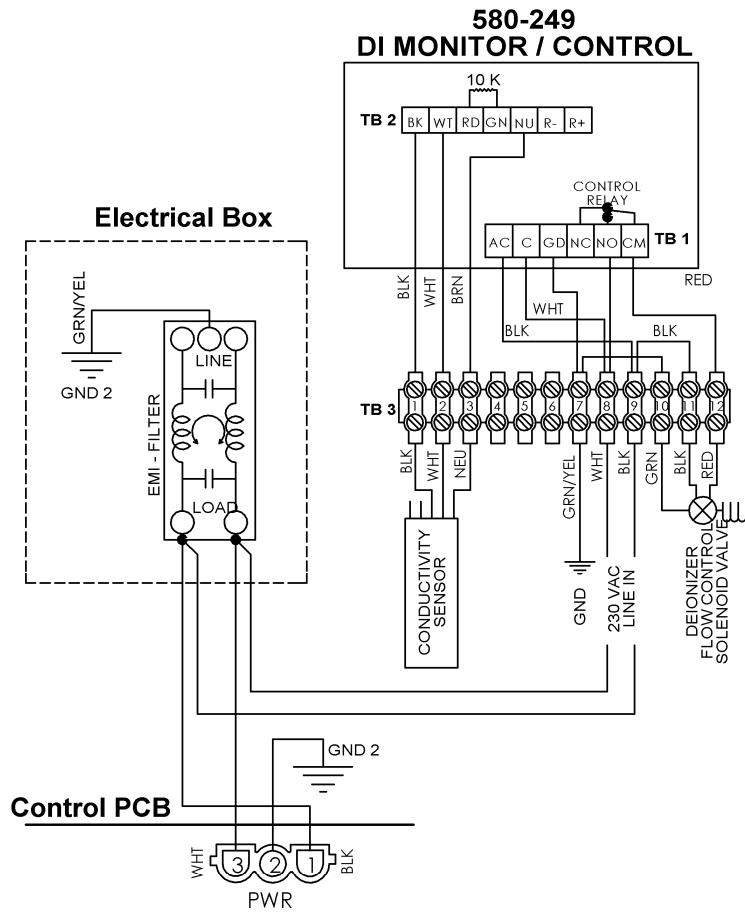 580-249
DI MONITOR / CONTROL
10 K
TB 2
BK WT RD GN NU R- R+
CONTROL
RELAY
AC C GD NC NO CM
TB 1
RED
BLK
WHT
BRN
WHT
BLK
BLK
Electrical Box
GRN/YEL
GND 2
LINE
EMI - FILTER
LOAD
TB 3
1 2 3 4 5 6 7 8 9 10 11 12
BLK
WHT
NEU
GRN/YEL
WHT
BLK
GRN
BLK
RED
CONDUCTIVITY
SENSOR
GND
230 VAC
LINE IN
DEIONIZER
FLOW CONTROL
SOLENOID VALVE
GND 2
Control PCB
WHT
3 2 1
BLK
PWR